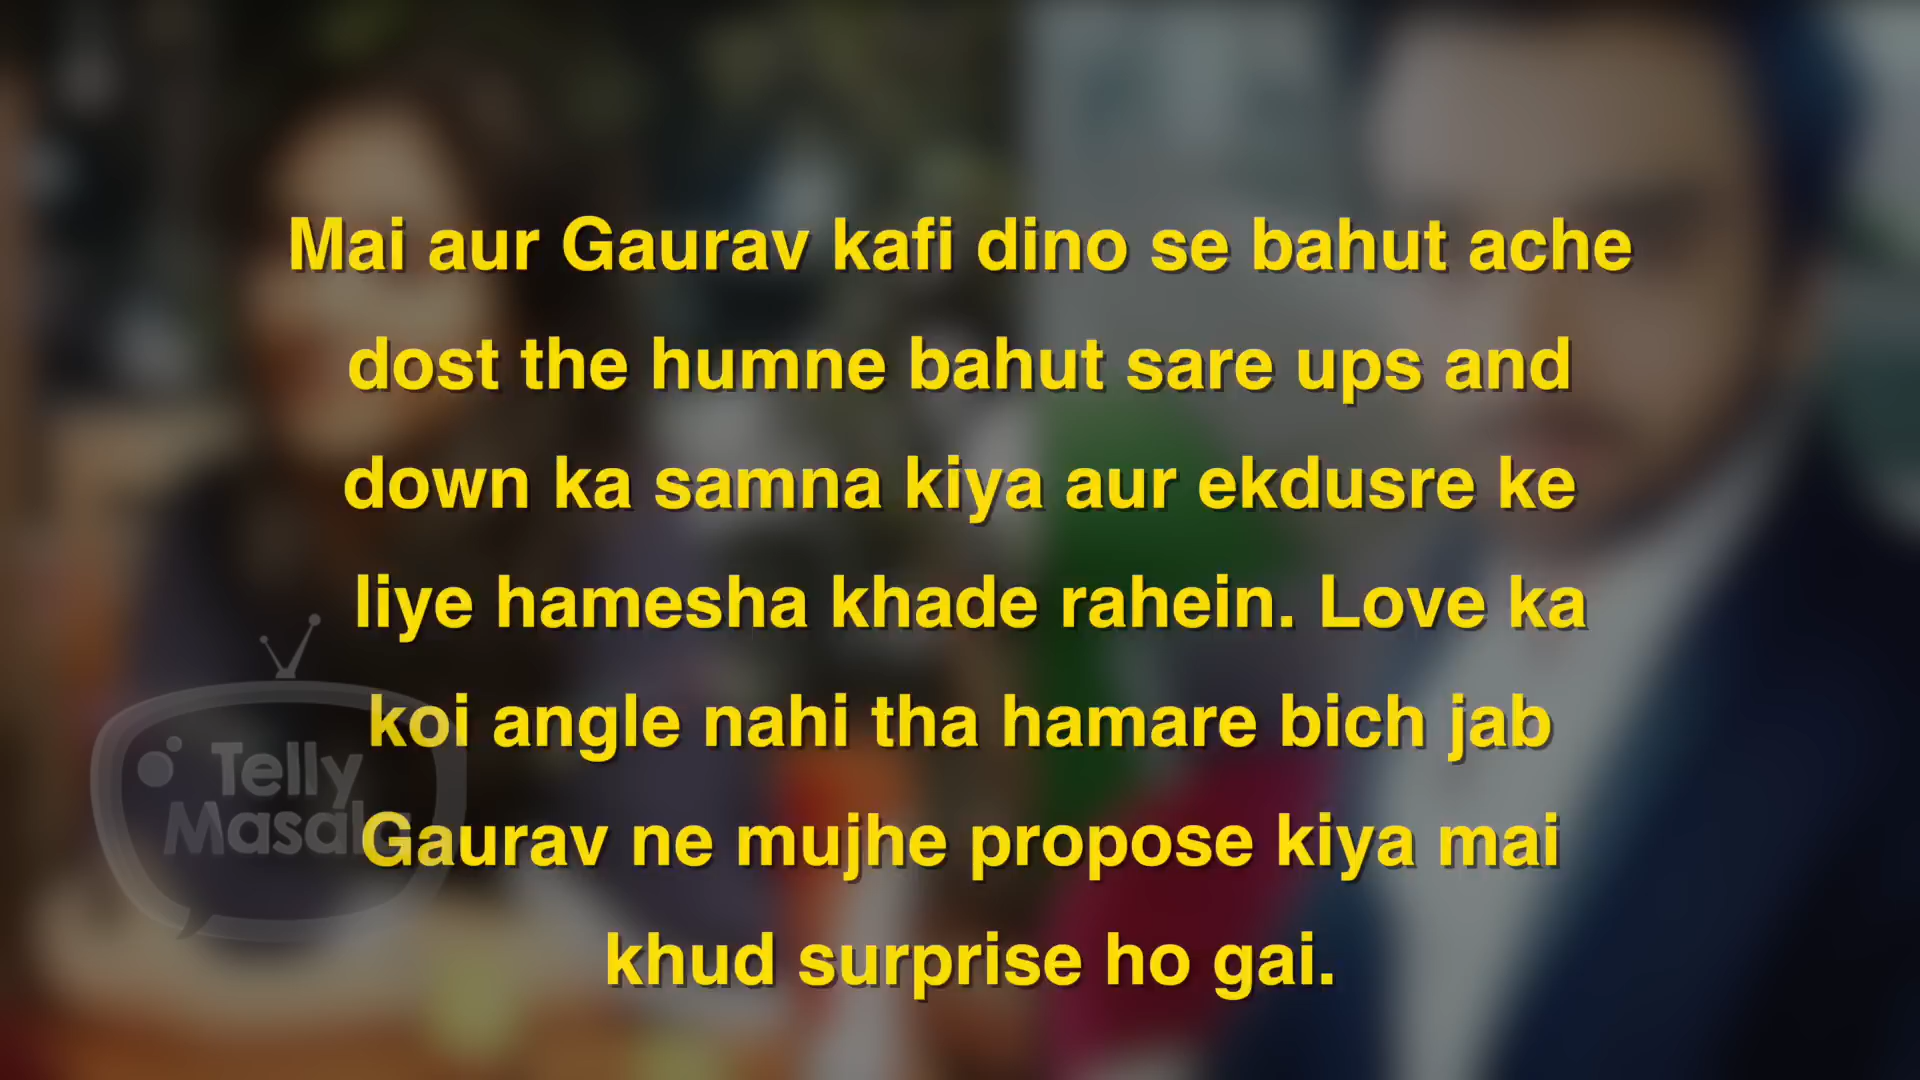 Mai aur Gaurav kafi dino se bahut ache
dost the humne bahut sare ups and
down ka samna kiya aur ekdusre ke
liye hamesha khade rahein. Love ka
koi angle nahi tha hamare bich jab
Gaurav ne mujhe propose kiya mai
khud surprise ho gai.
Telly
Masala